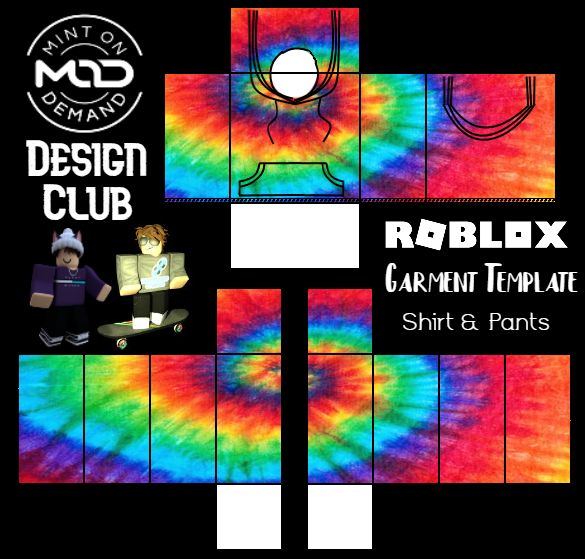 MINT ON
MOD
DEMAND
DESIGN
CLUB
ROBLOX
GARMENT TEMPLATE
Shirt & Pants